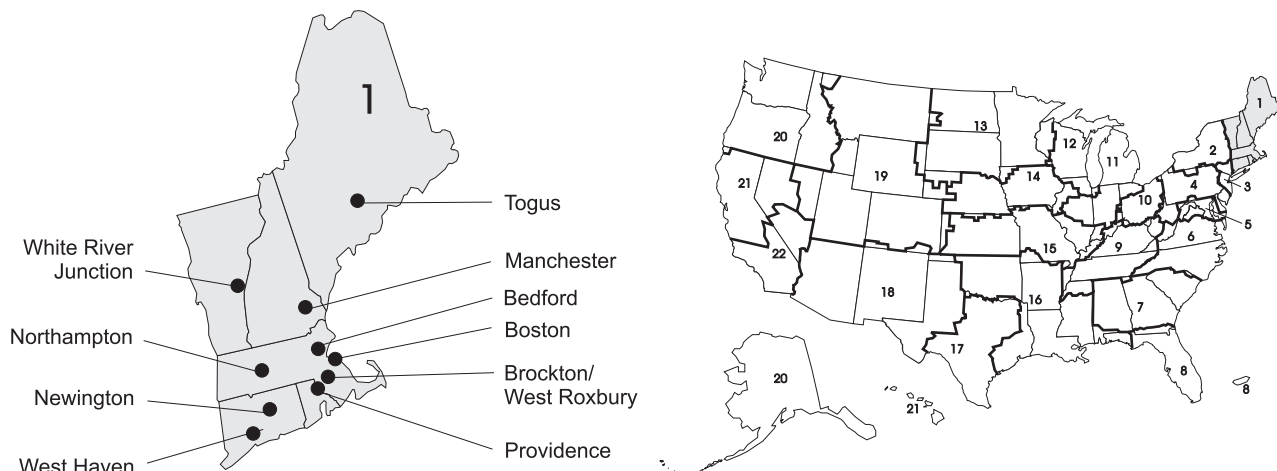 1
Togus
White River
Junction
Manchester
Bedford
Northampton
Boston
Brockton/
West Roxbury
Newington
Providence
West Haven
1
20
13
12
11
2
21
19
14
4
3
10
5
22
15
9
6
18
16
7
17
8
20
21
8